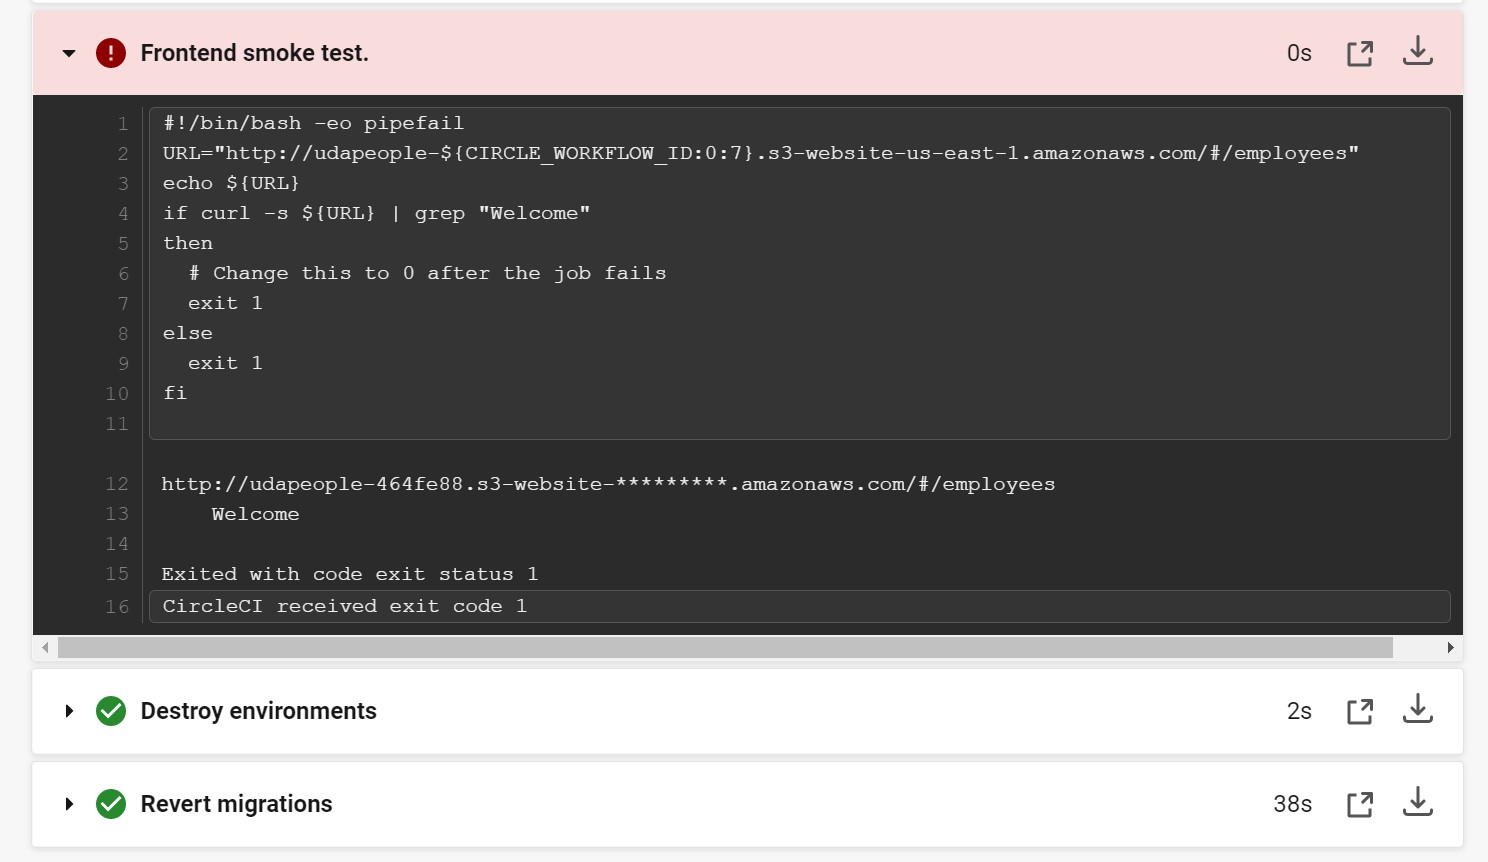 Frontend smoke test.
0s
1 #!/bin/bash -eo pipefail
2 URL="http://udapeople-${CIRCLE_WORKFLOW_ID:0:7}.s3-website-us-east-1.amazonaws.com/#/employees"
3 echo ${URL}
4 if curl -s ${URL} | grep "Welcome"
5 then
6   # Change this to 0 after the job fails
7   exit 1
8 else
9   exit 1
10 fi
11
12 http://udapeople-464fe88.s3-website-*********.amazonaws.com/#/employees
13     Welcome
14
15 Exited with code exit status 1
16 CircleCI received exit code 1
Destroy environments
2s
Revert migrations
38s